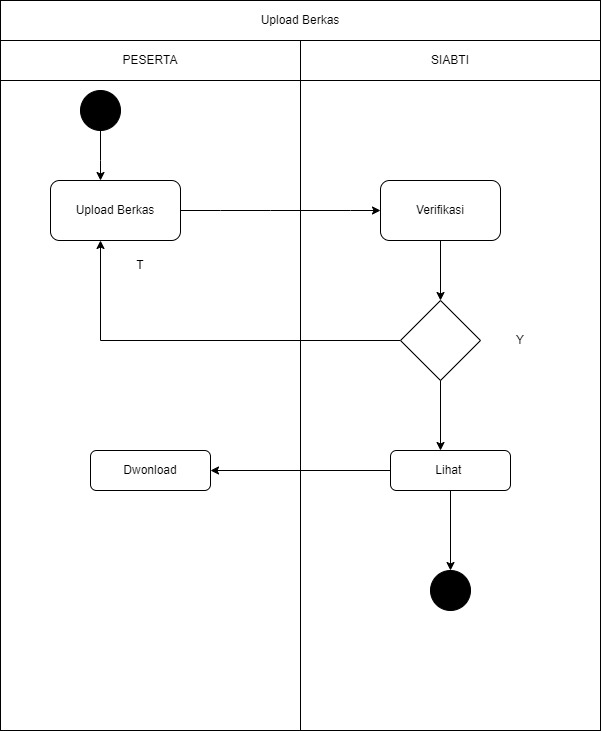 Upload Berkas
PESERTA
SIABTI
Upload Berkas
Verifikasi
T
Y
Dwonload
Lihat